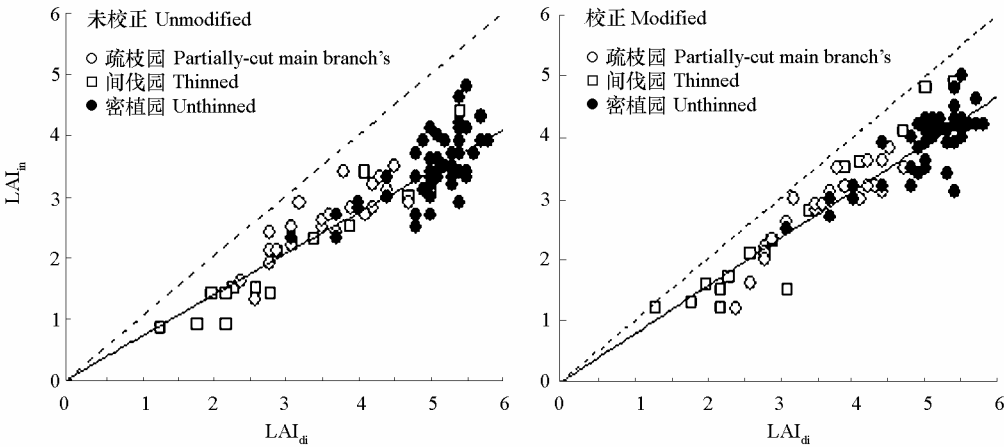 未校正 Unmodified
疏枝园 Partially-cut main branch's
间伐园 Thinned
密植园 Unthinned
LAIin
6
5
4
3
2
1
0
0 1 2 3 4 5 6
LAIdi
校正 Modified
疏枝园 Partially-cut main branch's
间伐园 Thinned
密植园 Unthinned
6
5
4
3
2
1
0
0 1 2 3 4 5 6
LAIdi